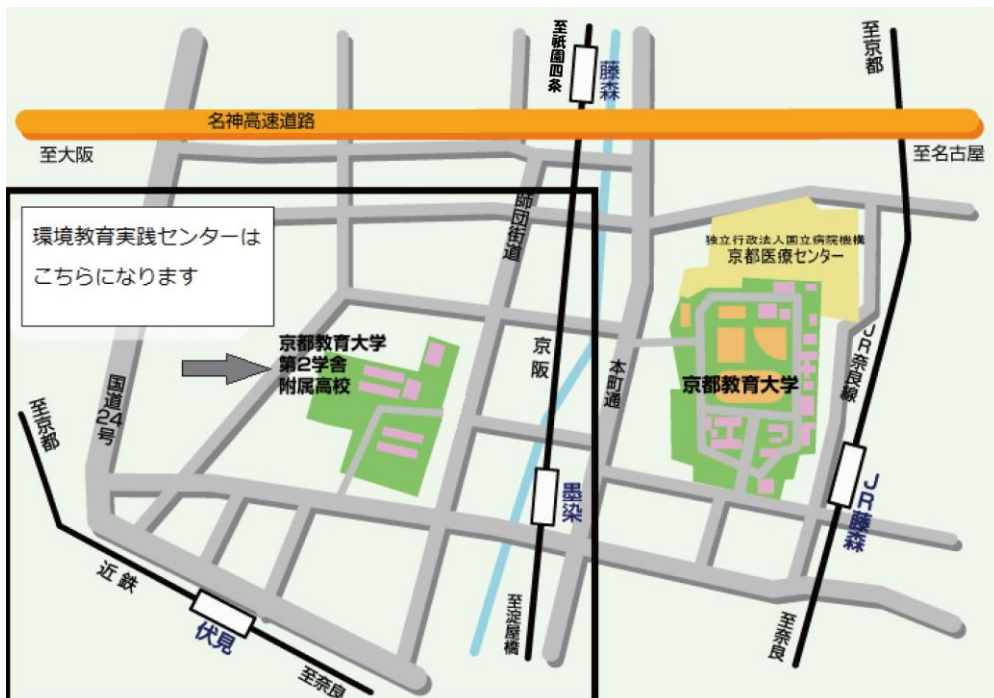 至祇園四条
藤森
至京都
名神高速道路
至大阪
至名古屋
環境教育実践センターは
こちらになります
師団街道
独立行政法人国立病院機構
京都医療センター
京都教育大学
第2学舎
附属高校
京阪
本町通
京都教育大学
JR奈良線
国道24号
至京都
墨染
JR藤森
近鉄
伏見
至奈良
至淀屋橋
至奈良